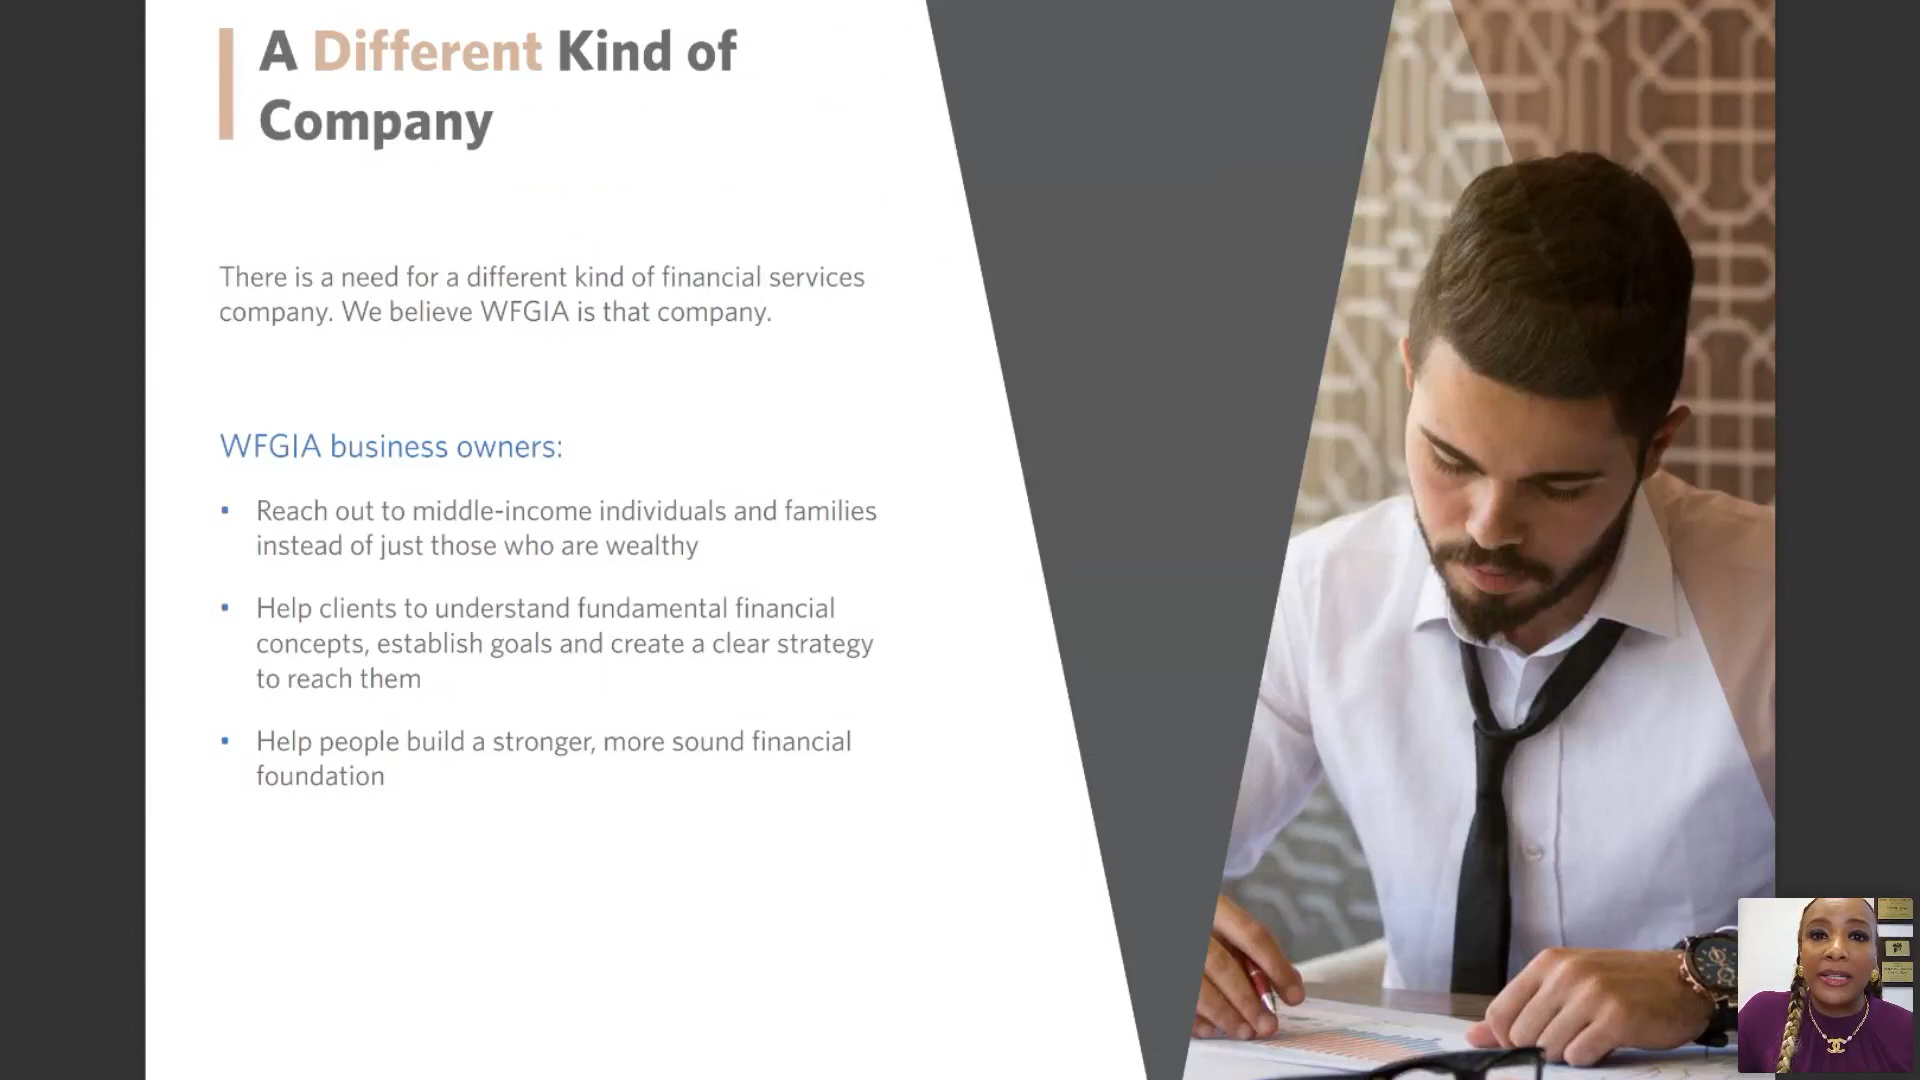 A Different Kind of
Company
There is a need for a different kind of financial services
company. We believe WFGIA is that company.
WFGIA business owners:
• Reach out to middle-income individuals and families
instead of just those who are wealthy
• Help clients to understand fundamental financial
concepts, establish goals and create a clear strategy
to reach them
• Help people build a stronger, more sound financial
foundation